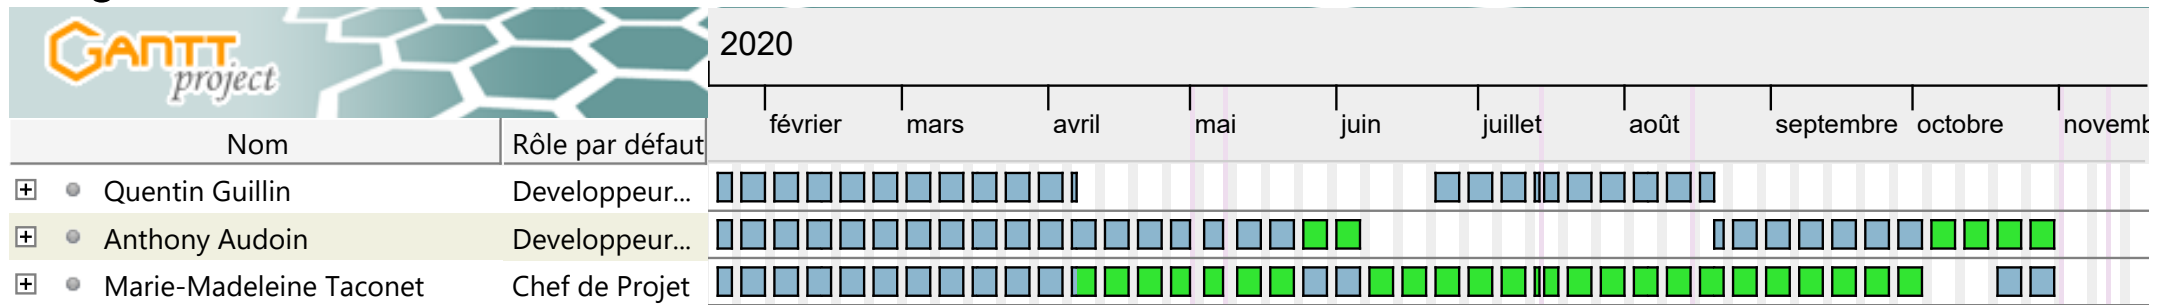 GANTT
project
2020
février mars avril mai juin juillet août septembre octobre novemb
Nom Rôle par défaut
Quentin Guillin Developpeur...
Anthony Audoin Developpeur...
Marie-Madeleine Taconet Chef de Projet